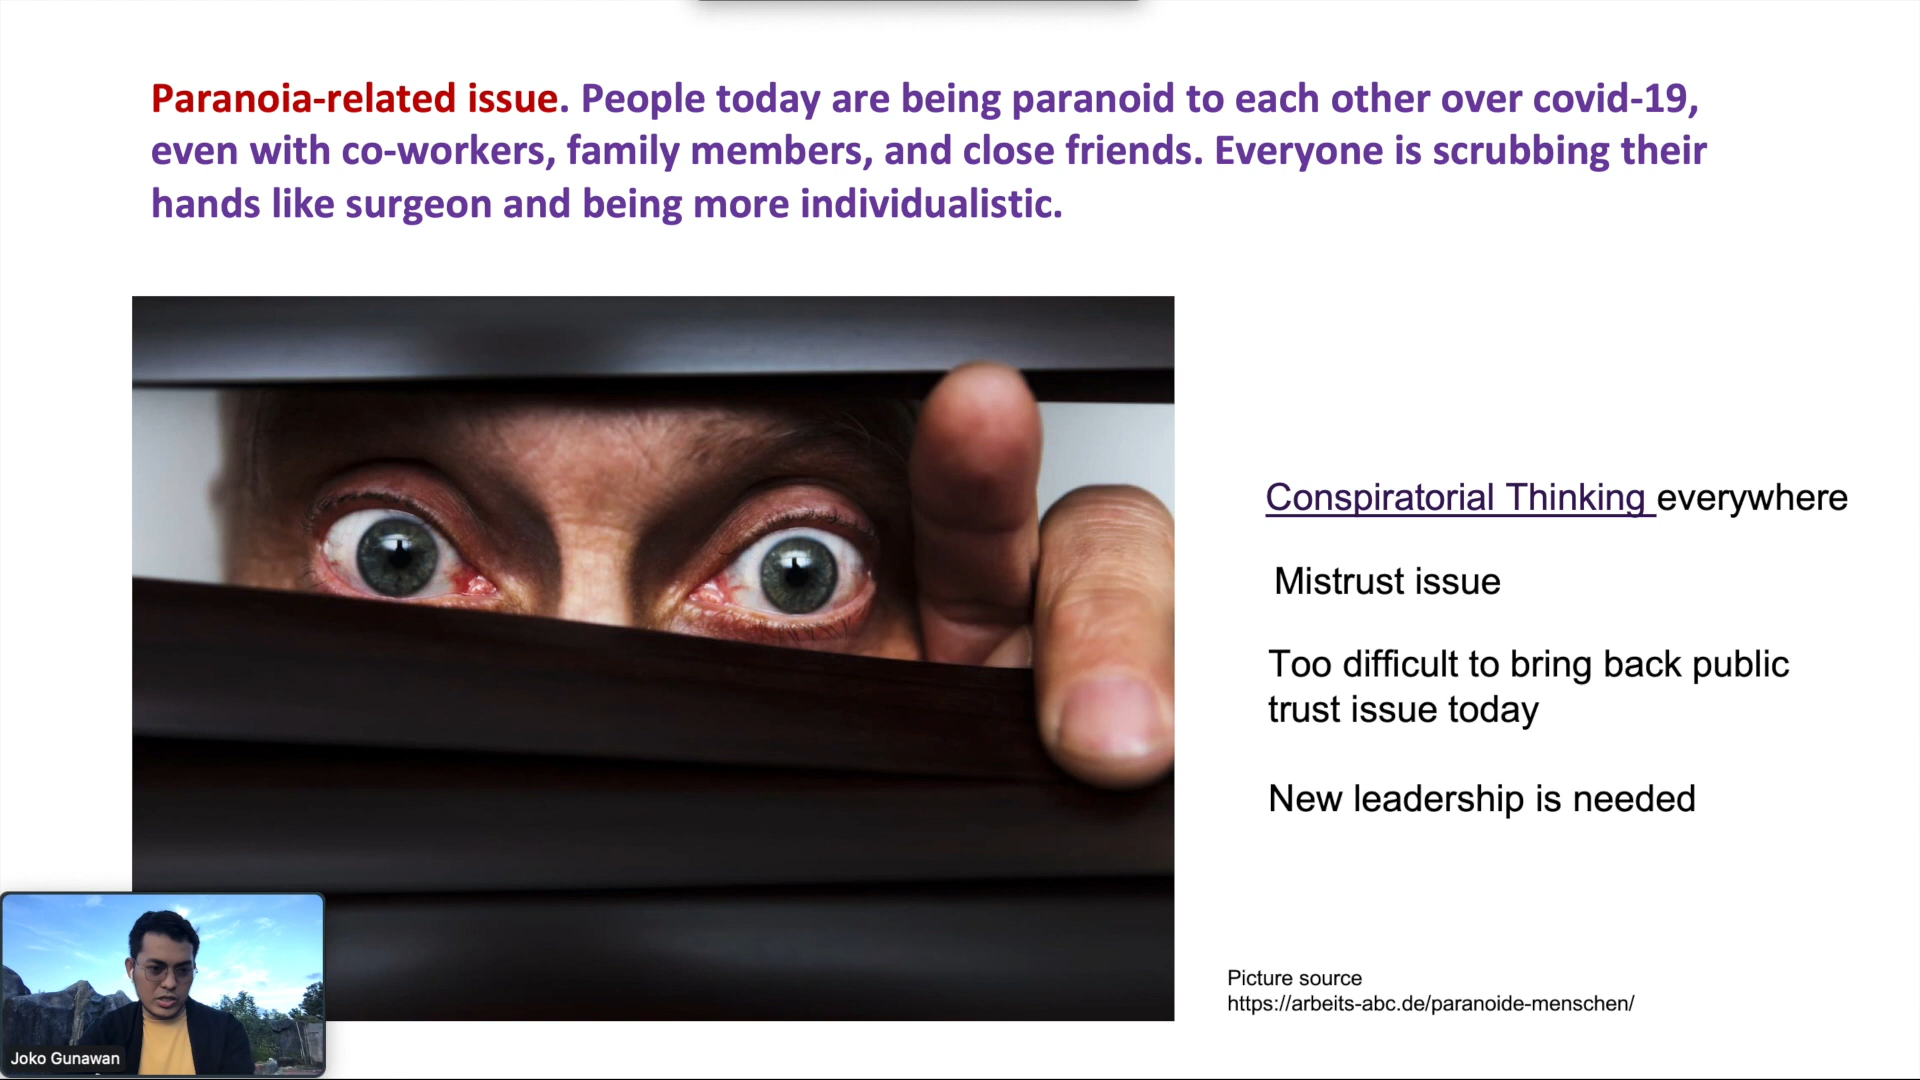 Paranoia-related issue. People today are being paranoid to each other over covid-19,
even with co-workers, family members, and close friends. Everyone is scrubbing their
hands like surgeon and being more individualistic.
Conspiratorial Thinking everywhere
Mistrust issue
Too difficult to bring back public
trust issue today
New leadership is needed
Picture source
https://arbeits-abc.de/paranoide-menschen/
Joko Gunawan